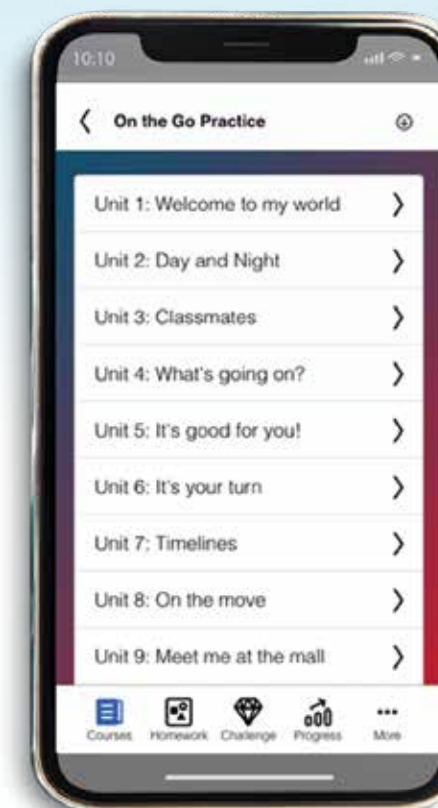 10:10
On the Go Practice
Unit 1: Welcome to my world
Unit 2: Day and Night
Unit 3: Classmates
Unit 4: What's going on?
Unit 5: It's good for you!
Unit 6: It's your turn
Unit 7: Timelines
Unit 8: On the move
Unit 9: Meet me at the mall
Courses Homework Challenge Progress More